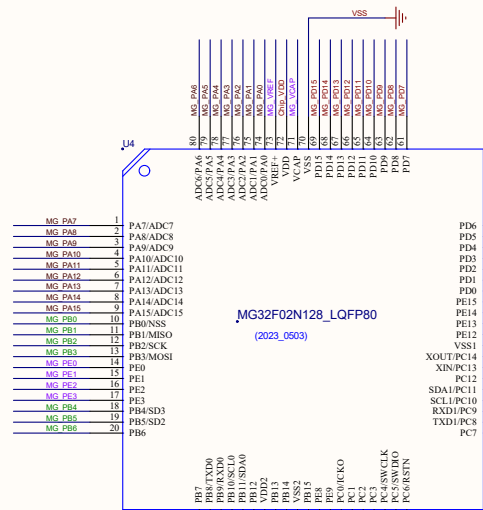 VSS
MG_PA6
MG_PA5
MG_PA4
MG_PA3
MG_PA2
MG_PA1
MG_PA0
MG_VREF
Chip_VDD
MG_VCAP
MG_PD15
MG_PD14
MG_PD13
MG_PD12
MG_PD11
MG_PD10
MG_PD9
MG_PD8
MG_PD7
80
79
78
77
76
75
74
73
72
71
70
69
68
67
66
65
64
63
62
61
U4
ADC6/PA6
ADC5/PA5
ADC4/PA4
ADC3/PA3
ADC2/PA2
ADC1/PA1
ADC0/PA0
VREF+
VDD
VCAP
VSS
PD15
PD14
PD13
PD12
PD11
PD10
PD9
PD8
PD7
MG_PA7 1 PA7/ADC7
MG_PA8 2 PA8/ADC8
MG_PA9 3 PA9/ADC9
MG_PA10 4 PA10/ADC10
MG_PA11 5 PA11/ADC11
MG_PA12 6 PA12/ADC12
MG_PA13 7 PA13/ADC13
MG_PA14 8 PA14/ADC14
MG_PA15 9 PA15/ADC15
MG_PB0 10 PB0/NSS
MG_PB1 11 PB1/MISO
MG_PB2 12 PB2/SCK
MG_PB3 13 PB3/MOSI
MG_PE0 14 PE0
MG_PE1 15 PE1
MG_PE2 16 PE2
MG_PE3 17 PE3
MG_PB4 18 PB4/SD3
MG_PB5 19 PB5/SD2
MG_PB6 20 PB6
MG32F02N128_LQFP80
(2023_0503)
PD6
PD5
PD4
PD3
PD2
PD1
PD0
PE15
PE14
PE13
PE12
VSS1
XOUT/PC14
XIN/PC13
PC12
SDA1/PC11
SCL1/PC10
RXD1/PC9
TXD1/PC8
PC7
PB7
PB8/TXD0
PB9/RXD0
PB10/SCL0
PB11/SDA0
PB12
VDD2
PB13
PB14
VSS2
PB15
PE8
PE9
PC0/ICKO
PC1
PC2
PC3
PC4/SWCLK
PC5/SWDIO
PC6/RSTN